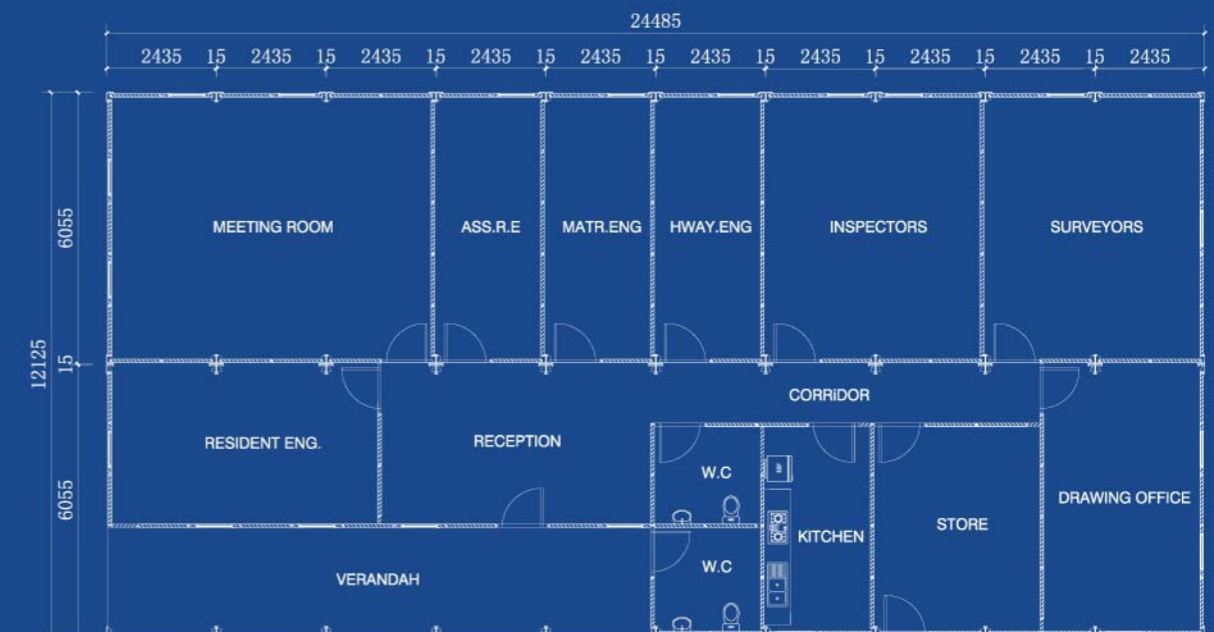 24485
2435 15 2435 15 2435 15 2435 15 2435 15 2435 15 2435 15 2435 15 2435 15 2435
12125
6055
15
6055
MEETING ROOM
ASS.R.E
MATR.ENG
HWAY.ENG
INSPECTORS
SURVEYORS
CORRiDOR
RESIDENT ENG.
RECEPTION
W.C
DRAWING OFFICE
STORE
KITCHEN
W.C
VERANDAH